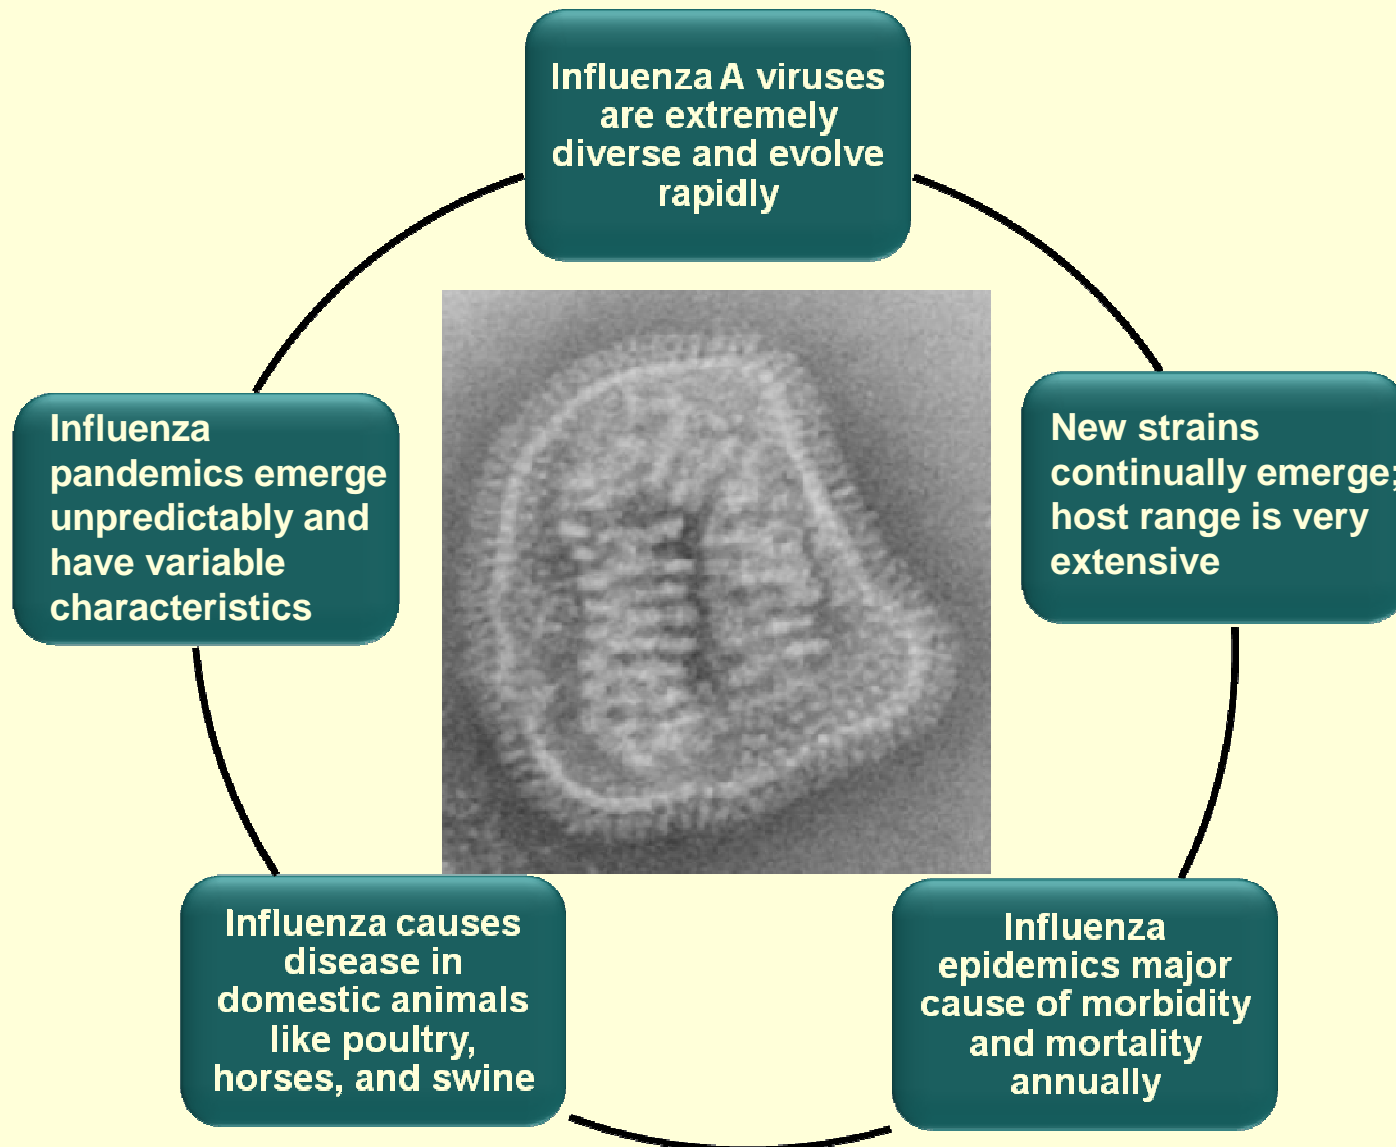 Influenza A viruses
are extremely
diverse and evolve
rapidly
New strains
continually emerge;
host range is very
extensive
Influenza
epidemics major
cause of morbidity
and mortality
annually
Influenza causes
disease in
domestic animals
like poultry,
horses, and swine
Influenza
pandemics emerge
unpredictably and
have variable
characteristics